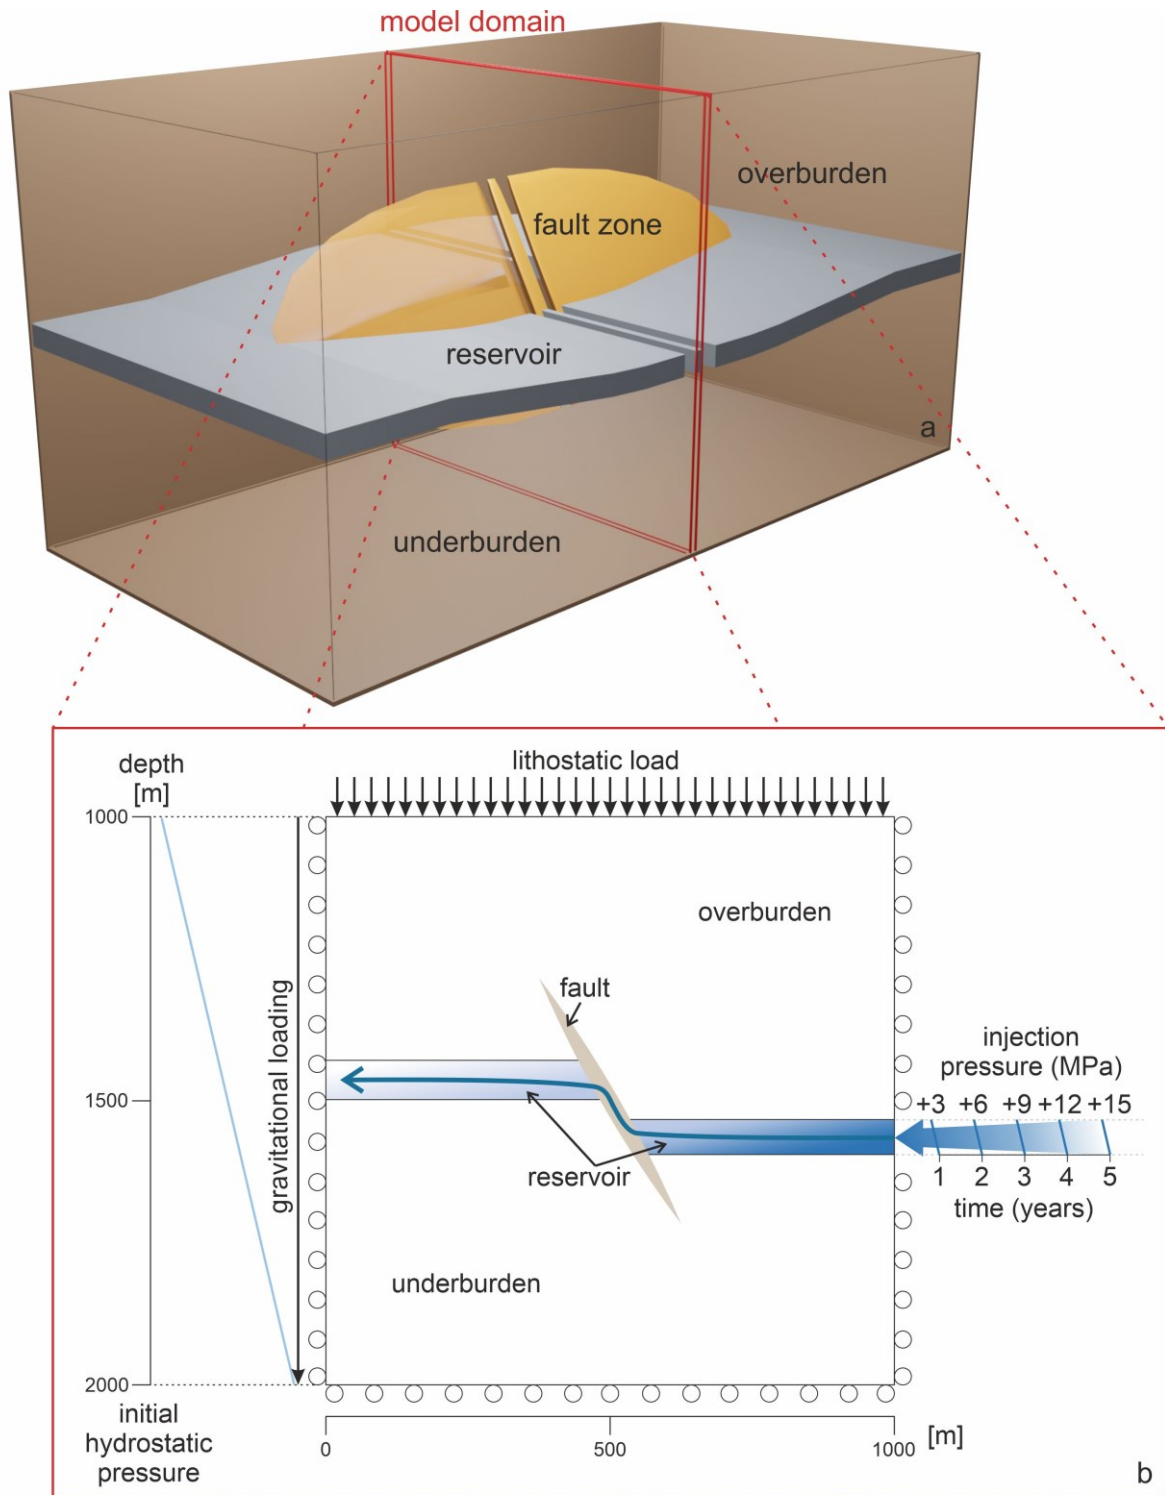 model domain
overburden
fault zone
reservoir
a
underburden
depth
[m]
lithostatic load
1000
overburden
gravitational loading
fault
injection
pressure (MPa)
1500
+3 +6 +9 +12 +15
reservoir
1 2 3 4 5
time (years)
underburden
2000
initial
hydrostatic
pressure
0 500 1000 [m]
b